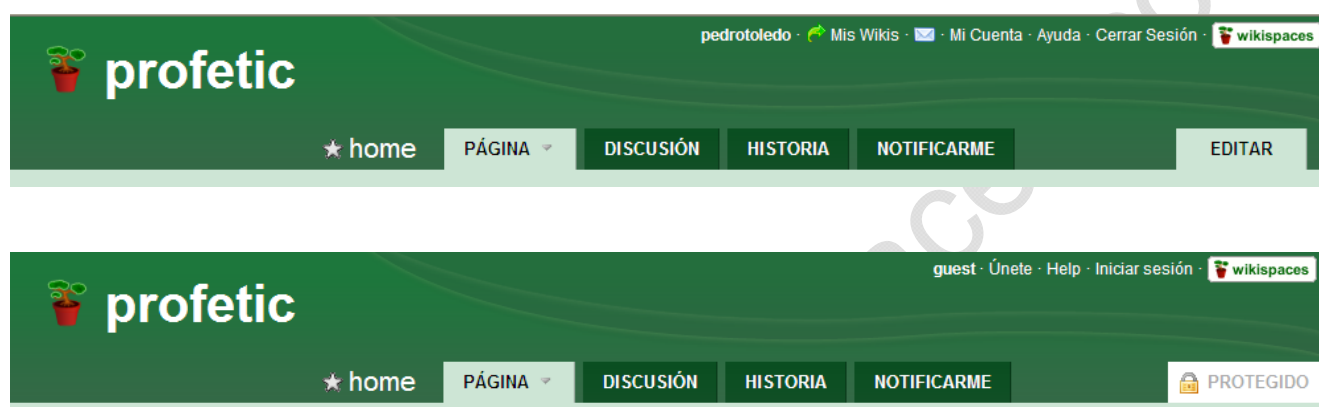 pedrotoledo · Mis Wikis · · Mi Cuenta · Ayuda · Cerrar Sesión · wikispaces
profetic
home PÁGINA DISCUSIÓN HISTORIA NOTIFICARME EDITAR
guest · Únete · Help · Iniciar sesión · wikispaces
profetic
home PÁGINA DISCUSIÓN HISTORIA NOTIFICARME PROTEGIDO